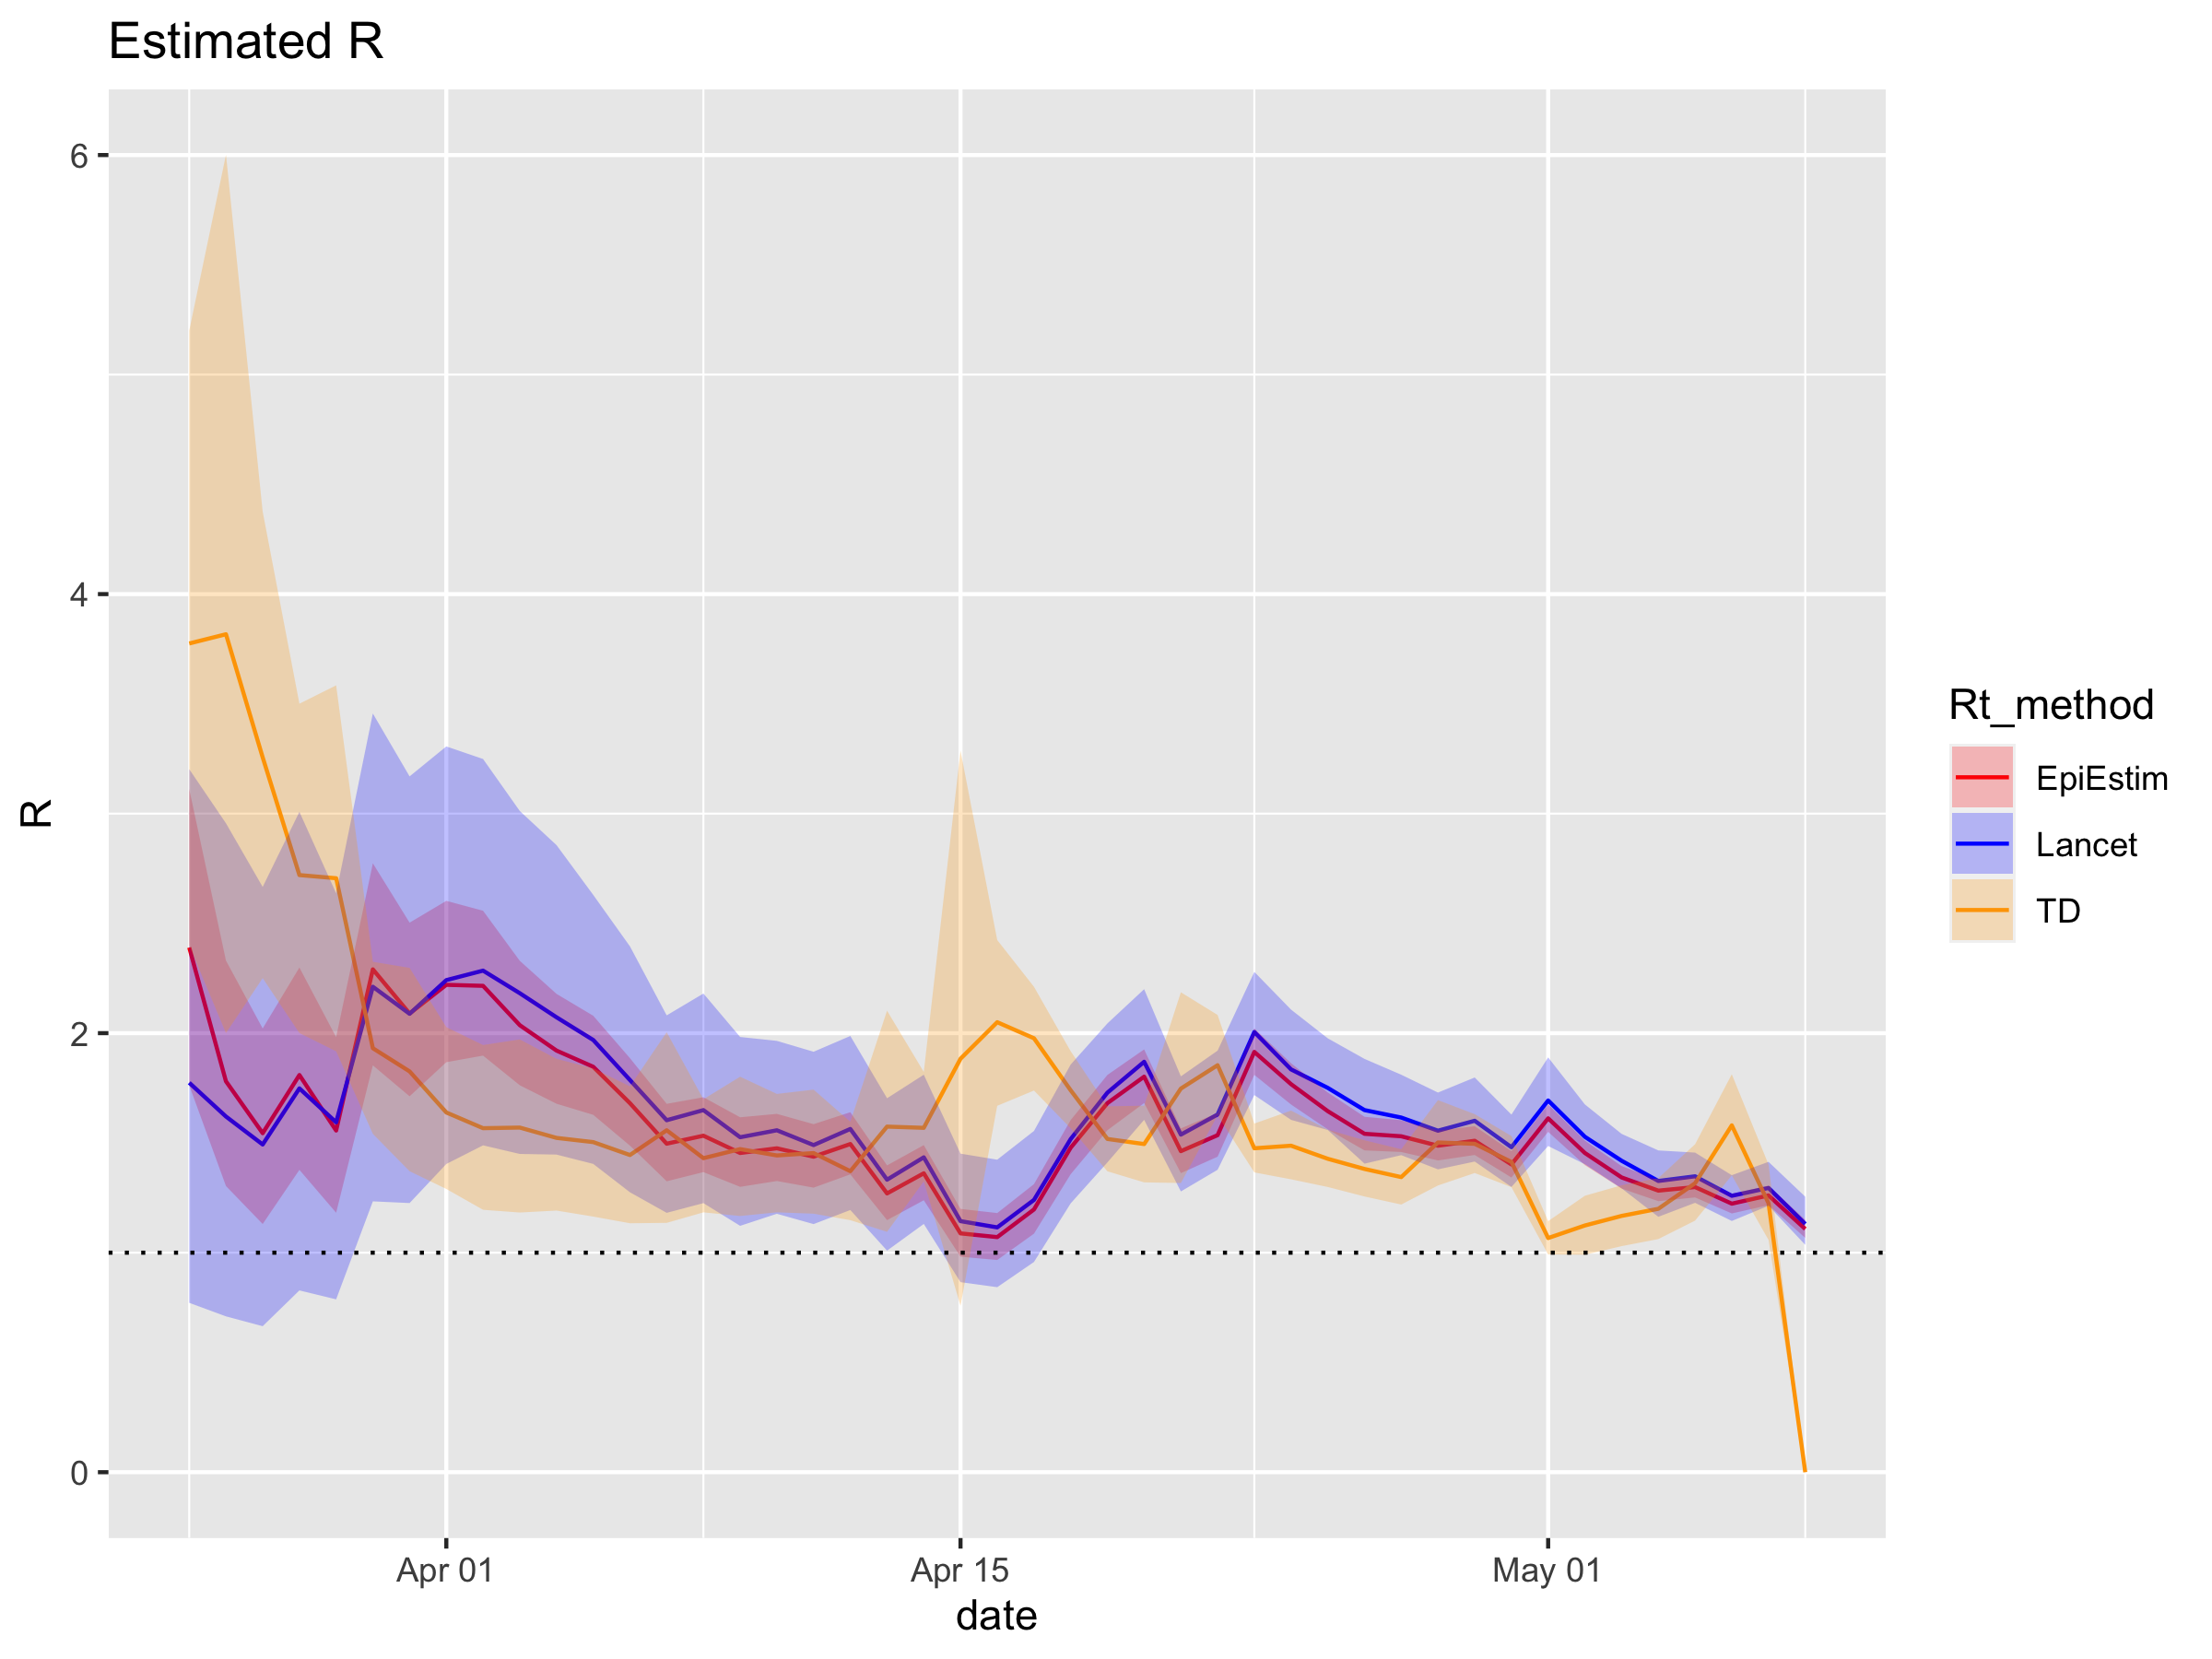 Estimated R
6
4
2
0
R
Apr 01
Apr 15
May 01
date
Rt_method
EpiEstim
Lancet
TD